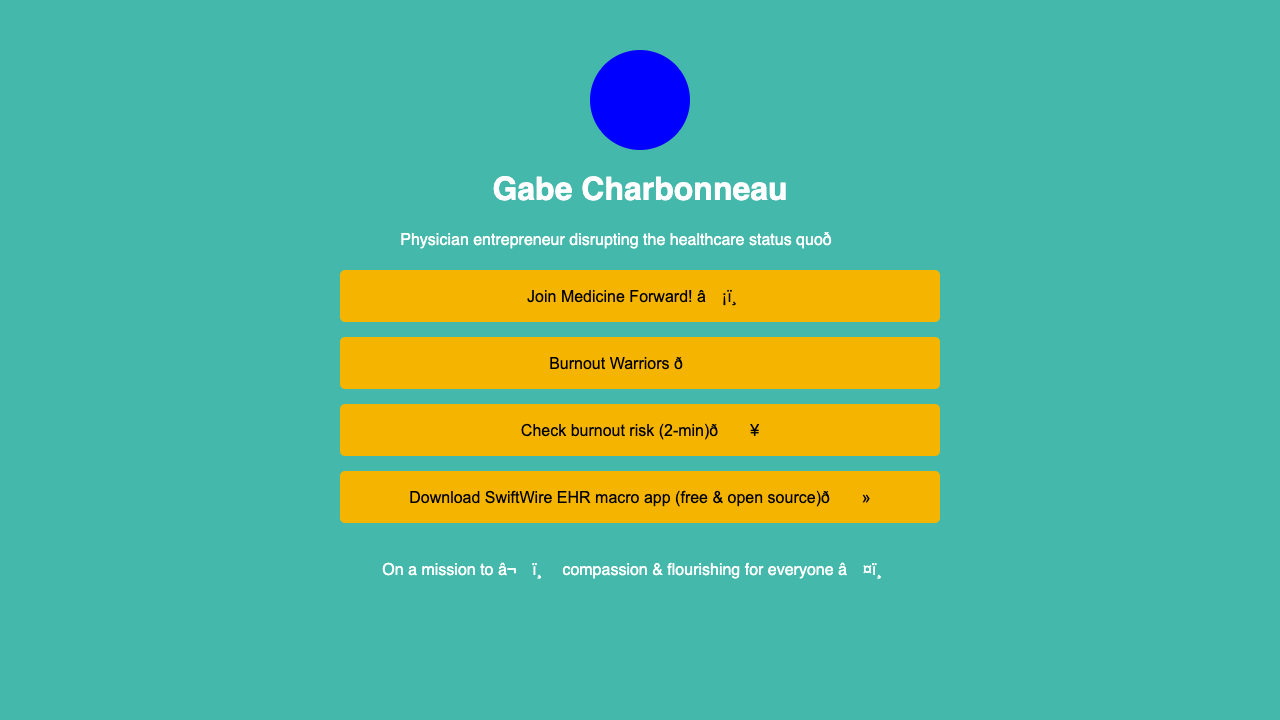 Gabe Charbonneau
Physician entrepreneur disrupting the healthcare status quoð
Join Medicine Forward! â ¡ï¸
Burnout Warriors ð
Check burnout risk (2-min)ð ¥
Download SwiftWire EHR macro app (free & open source)ð »
On a mission to â¬ ï¸ compassion & flourishing for everyone â ¤ï¸